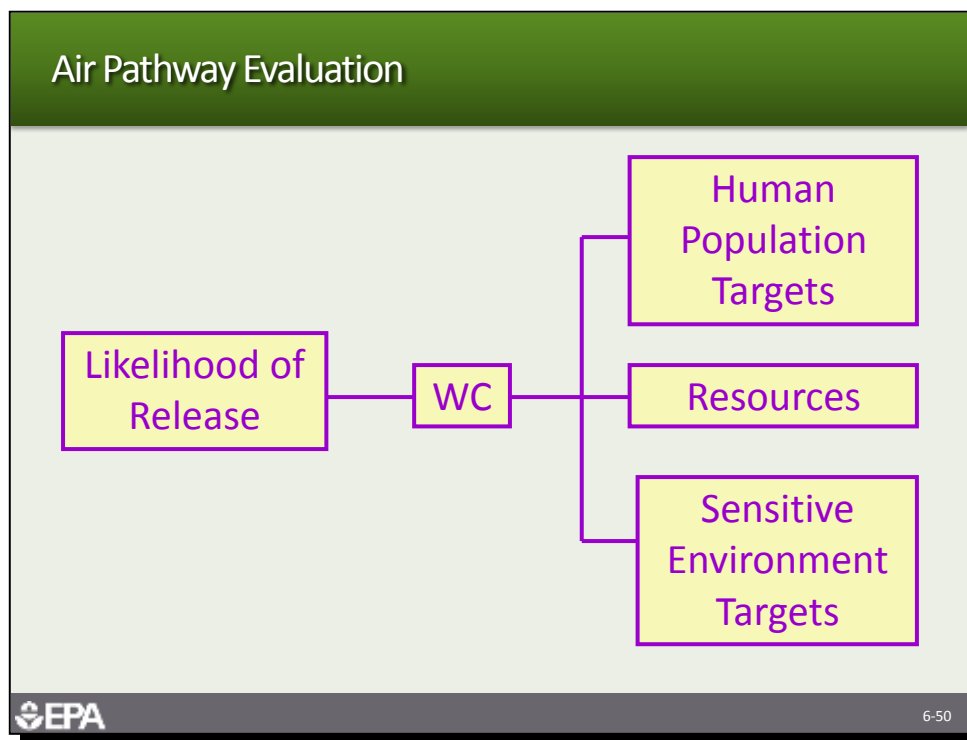 Air Pathway Evaluation
Human
Population
Targets
Likelihood of
Release
WC
Resources
Sensitive
Environment
Targets
EPA
6-50